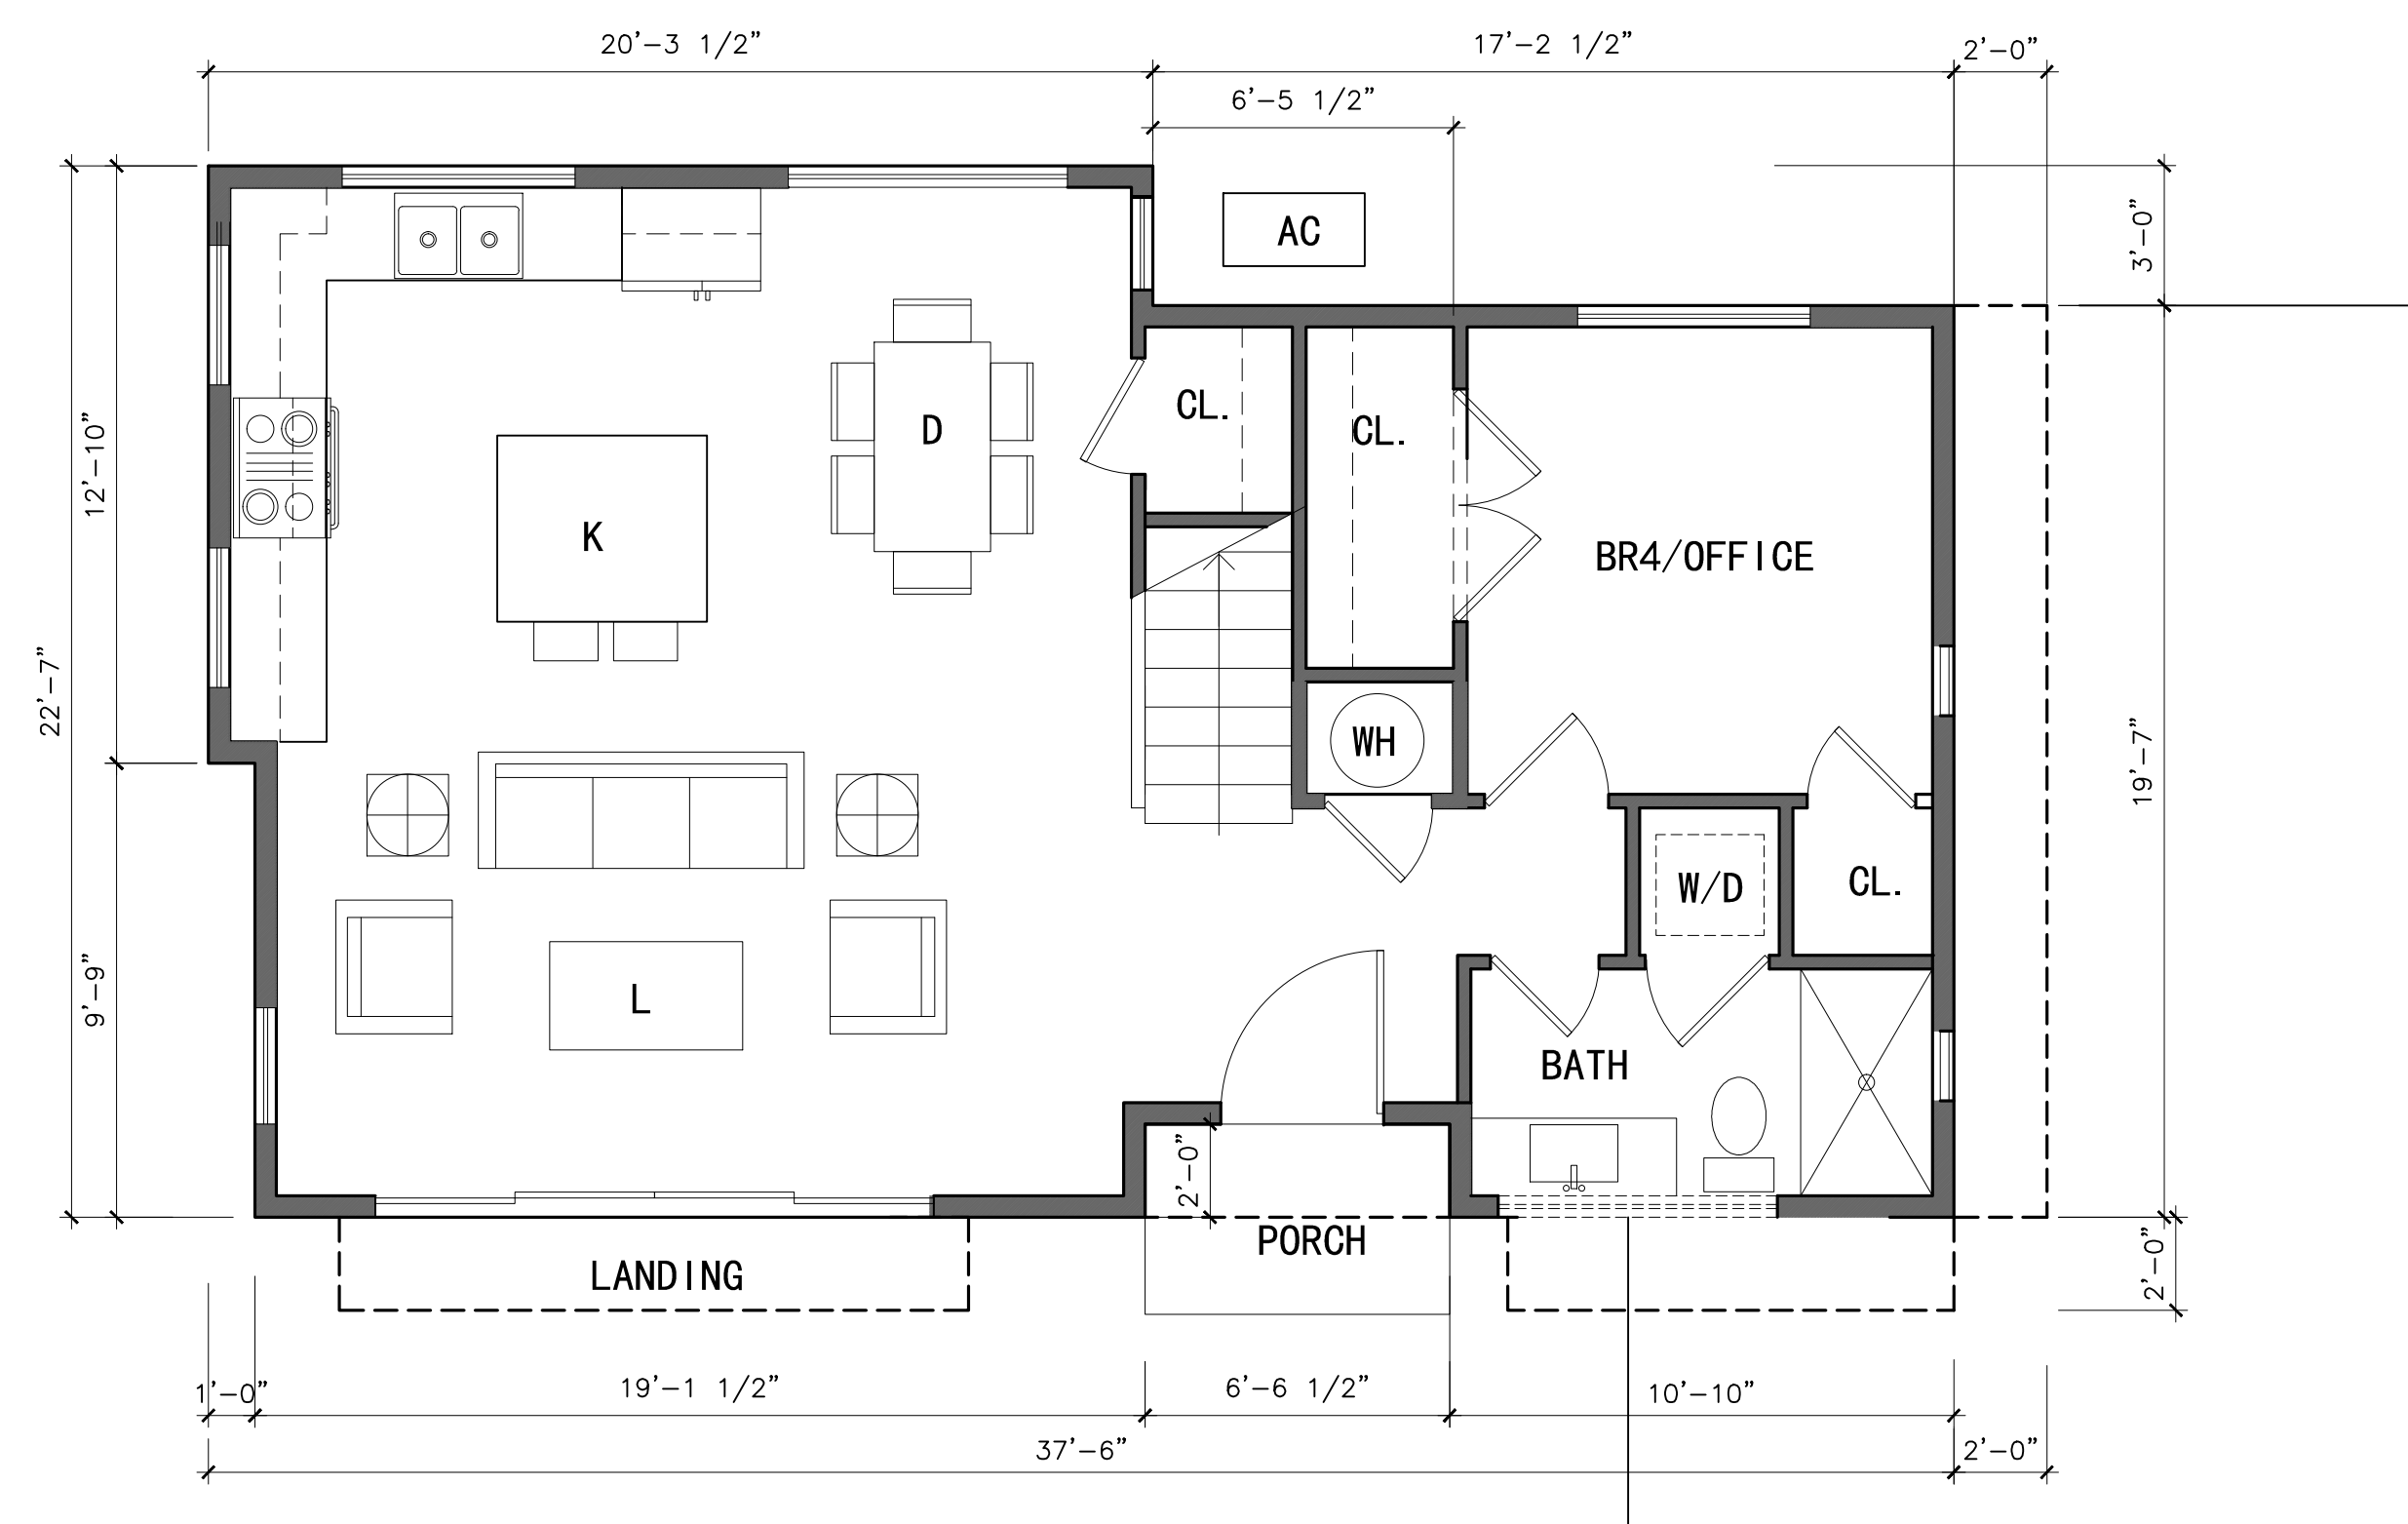 20'-3 1/2"
17'-2 1/2"
2'-0"
6'-5 1/2"
AC
3'-0"
CL.
CL.
D
12'-10"
K
BR4/OFFICE
22'-7"
WH
19'-7"
W/D
CL.
9'-9"
L
BATH
2'-0"
PORCH
LANDING
2'-0"
1'-0"
19'-1 1/2"
6'-6 1/2"
10'-10"
37'-6"
2'-0"